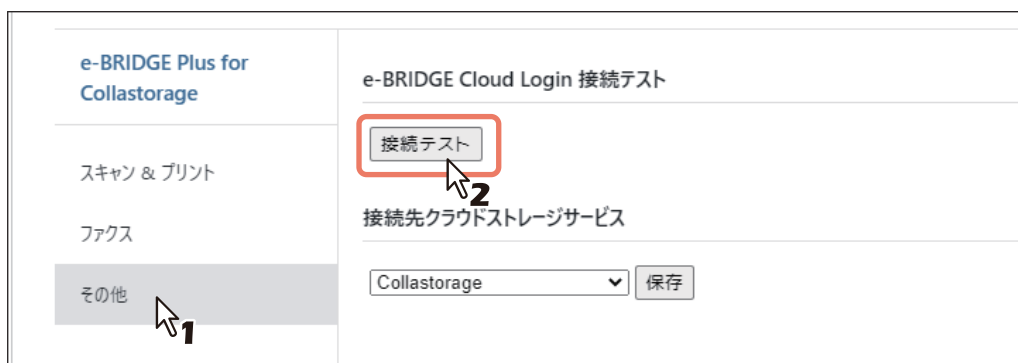 e-BRIDGE Plus for
Collastorage
スキャン & プリント
ファクス
その他
1
e-BRIDGE Cloud Login 接続テスト
接続テスト
2
接続先クラウドストレージサービス
Collastorage 保存